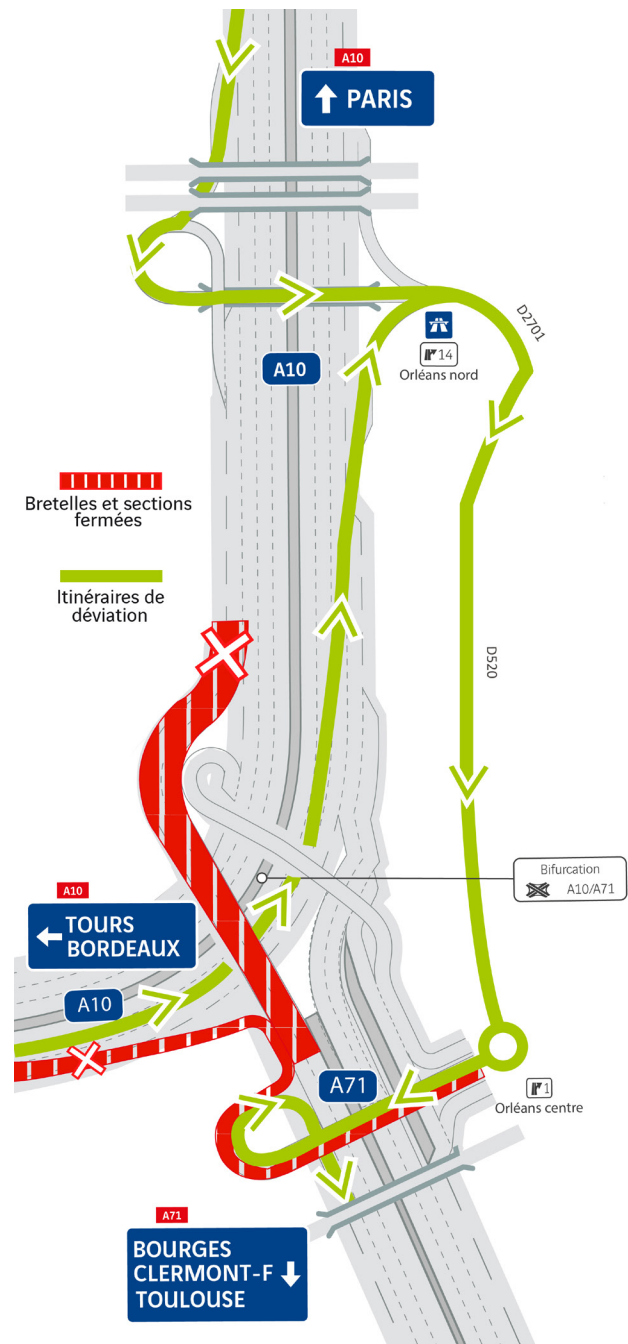 A10
PARIS
D2701
A10
14
Orléans nord
Bretelles et sections
fermées
Itinéraires de
déviation
D520
Bifurcation
A10/A71
A10
TOURS
BORDEAUX
A10
A71
1
Orléans centre
A71
BOURGES
CLERMONT-F
TOULOUSE